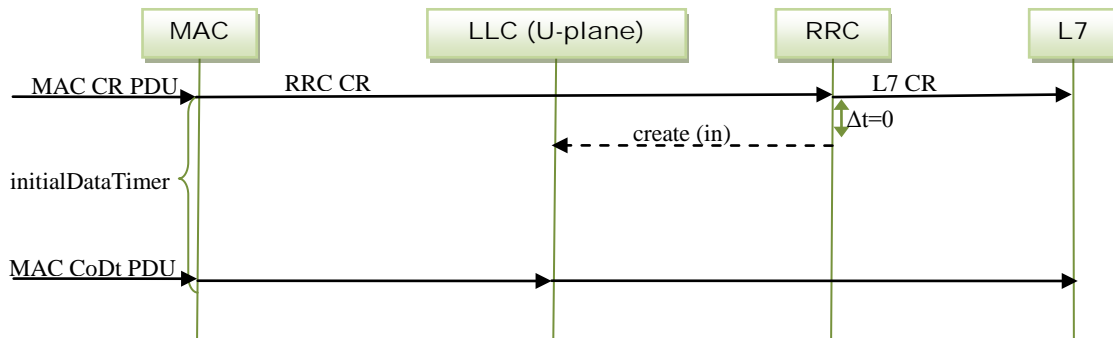 MAC
LLC (U-plane)
RRC
L7
MAC CR PDU
RRC CR
L7 CR
Δt=0
create (in)
initialDataTimer
MAC CoDt PDU